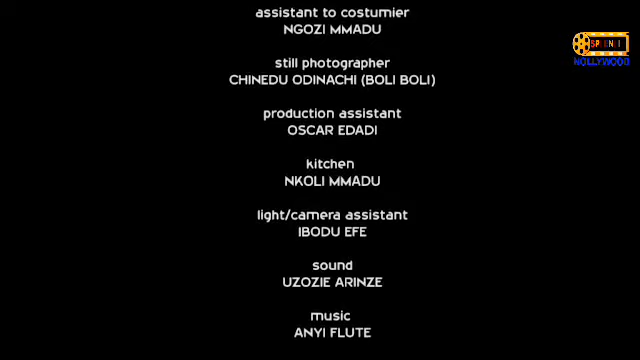 assistant to costumier
NGOZI MMADU
still photographer
CHINEDU ODINACHI (BOLI BOLI)
production assistant
OSCAR EDADI
kitchen
NKOLI MMADU
light/camera assistant
IBODU EFE
sound
UZOZIE ARINZE
music
ANYI FLUTE
NOLLYWOOD